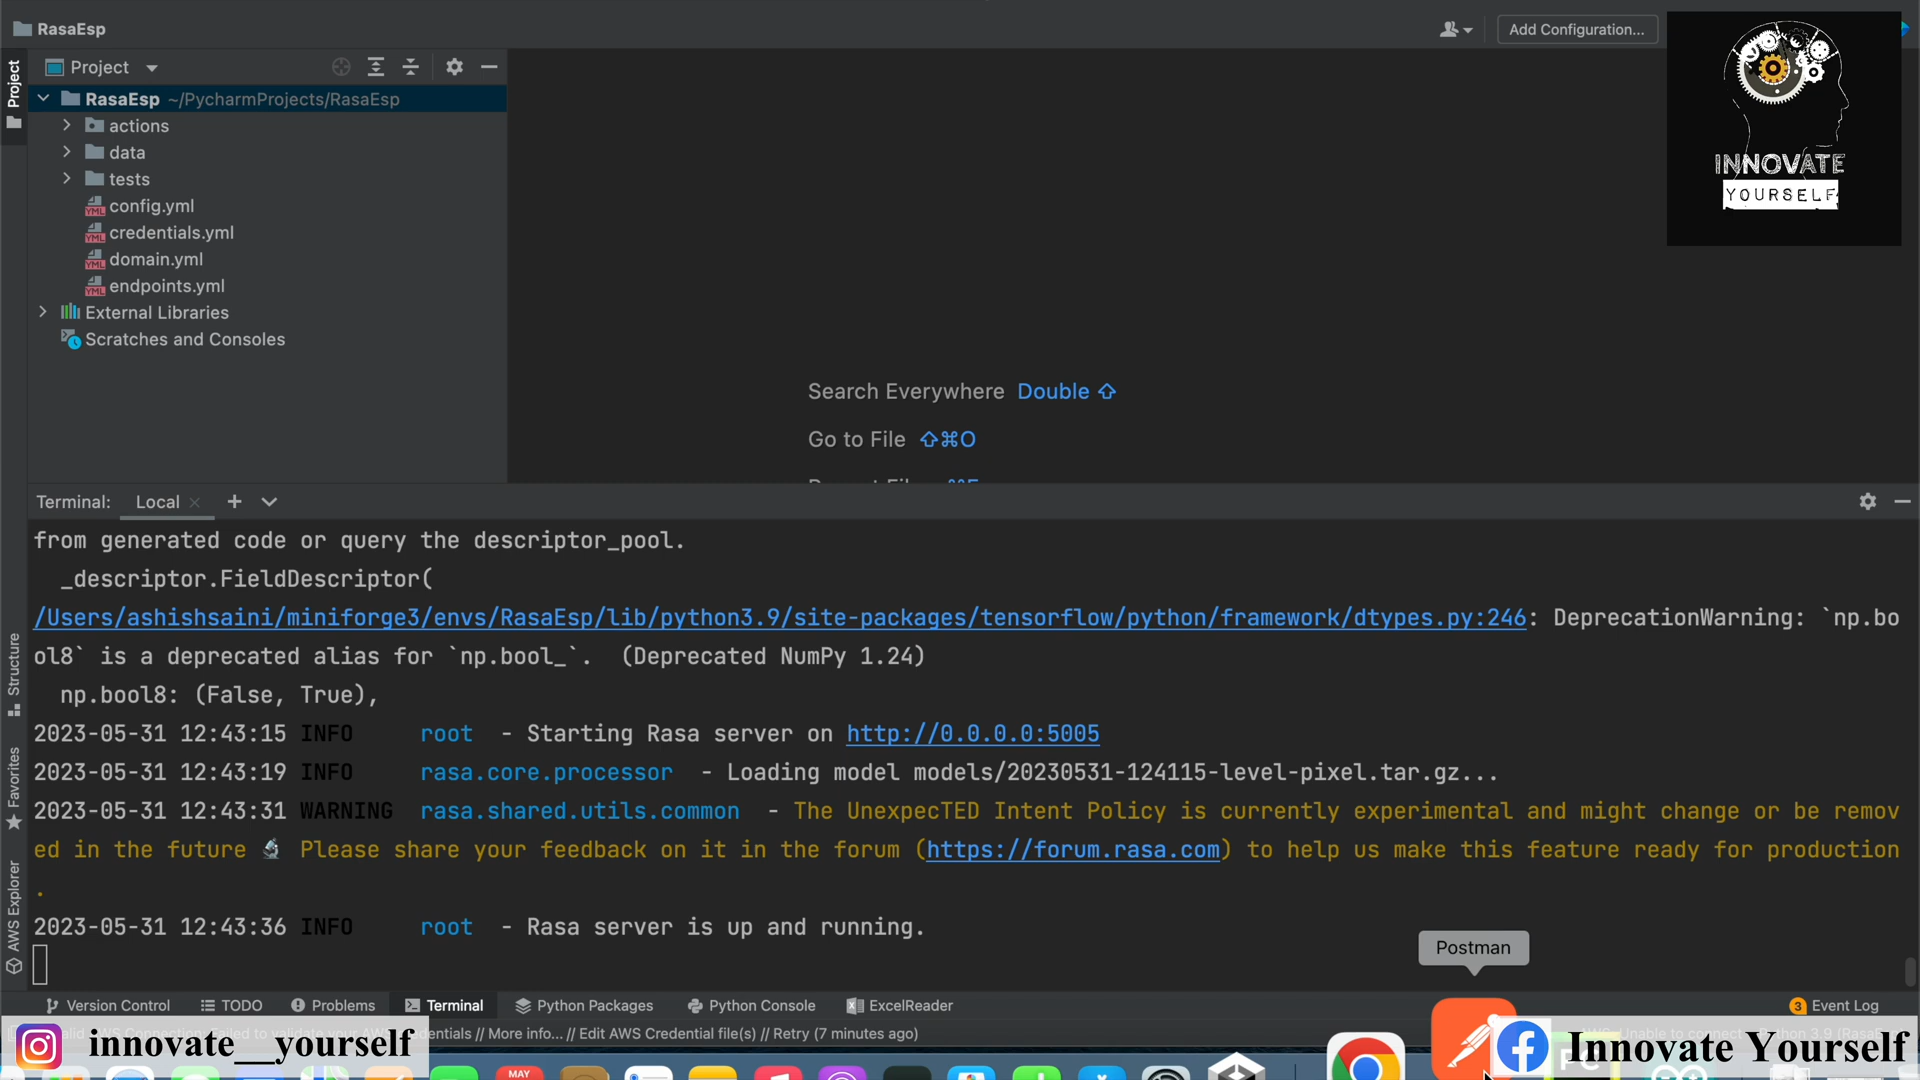 RasaEsp
Add Configuration...
INNOVATE
YOURSELF
Project
Project
RasaEsp ~/PycharmProjects/RasaEsp
actions
data
tests
config.yml
credentials.yml
domain.yml
endpoints.yml
External Libraries
Scratches and Consoles
Search Everywhere Double ⇧
Go to File ⇧⌘O
Terminal: Local
from generated code or query the descriptor_pool.
_descriptor.FieldDescriptor(
/Users/ashishsaini/miniforge3/envs/RasaEsp/lib/python3.9/site-packages/tensorflow/python/framework/dtypes.py:246: DeprecationWarning: `np.bo
ol8` is a deprecated alias for `np.bool_`. (Deprecated NumPy 1.24)
np.bool8: (False, True),
2023-05-31 12:43:15 INFO root - Starting Rasa server on http://0.0.0.0:5005
2023-05-31 12:43:19 INFO rasa.core.processor - Loading model models/20230531-124115-level-pixel.tar.gz...
2023-05-31 12:43:31 WARNING rasa.shared.utils.common - The UnexpecTED Intent Policy is currently experimental and might change or be remov
ed in the future 🔬 Please share your feedback on it in the forum (https://forum.rasa.com) to help us make this feature ready for production
.
2023-05-31 12:43:36 INFO root - Rasa server is up and running.
Structure
Favorites
AWS Explorer
Postman
Version Control
TODO
Problems
Terminal
Python Packages
Python Console
ExcelReader
3 Event Log
// More info... // Edit AWS Credential file(s) // Retry (7 minutes ago)
innovate__yourself
Innovate Yourself
MAY